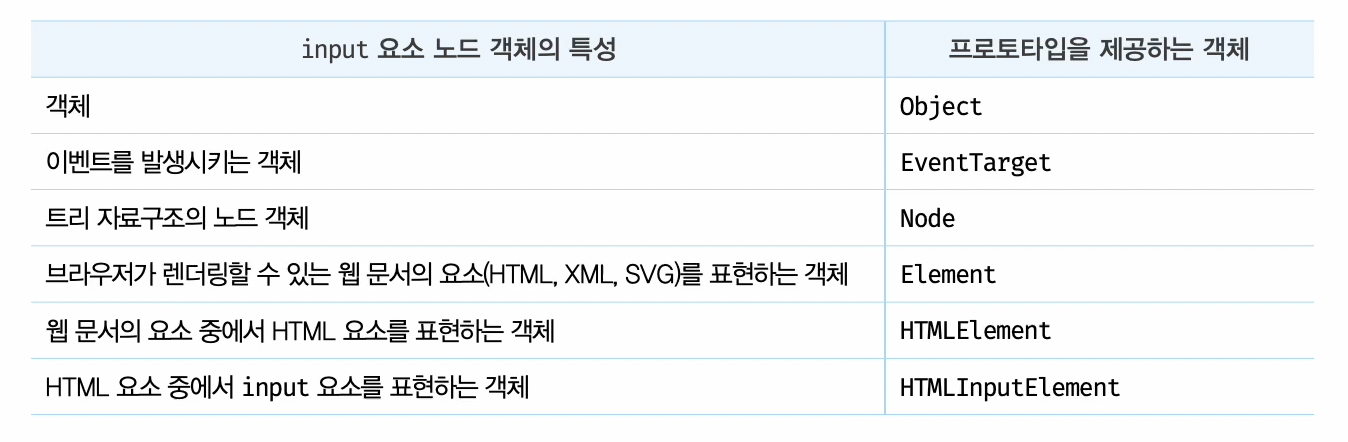 input 요소 노드 객체의 특성 프로토타입을 제공하는 객체
객체 Object
이벤트를 발생시키는 객체 EventTarget
트리 자료구조의 노드 객체 Node
브라우저가 렌더링할 수 있는 웹 문서의 요소(HTML, XML, SVG)를 표현하는 객체 Element
웹 문서의 요소 중에서 HTML 요소를 표현하는 객체 HTMLElement
HTML 요소 중에서 input 요소를 표현하는 객체 HTMLInputElement